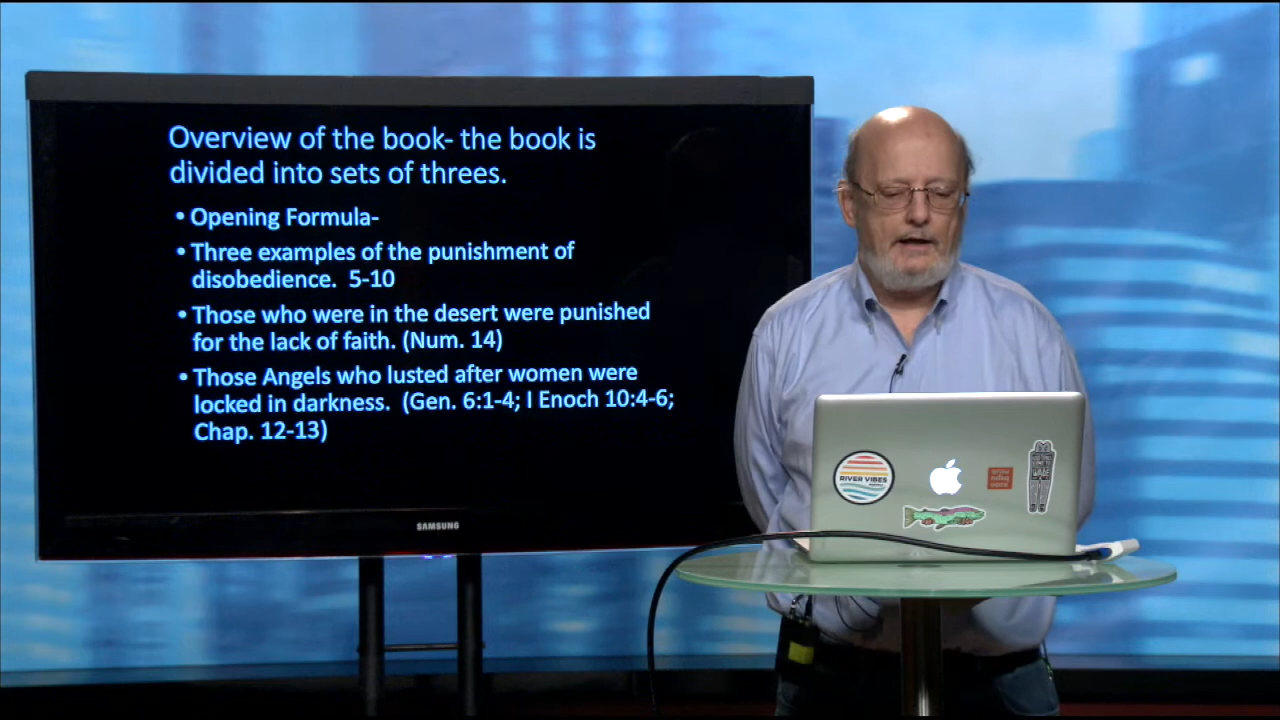 Overview of the book- the book is
divided into sets of threes.
• Opening Formula-
• Three examples of the punishment of
disobedience. 5-10
• Those who were in the desert were punished
for the lack of faith. (Num. 14)
• Those Angels who lusted after women were
locked in darkness. (Gen. 6:1-4; I Enoch 10:4-6;
Chap. 12-13)
SAMSUNG
RIVER VIBES